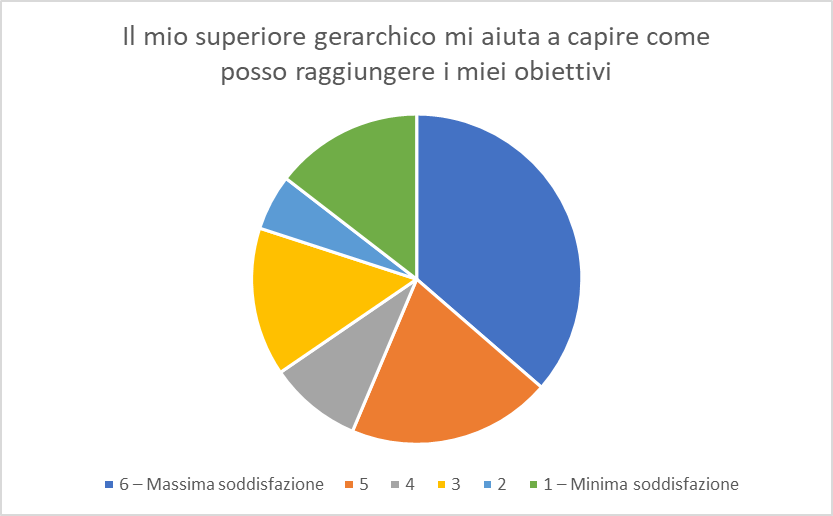 Il mio superiore gerarchico mi aiuta a capire come
posso raggiungere i miei obiettivi
6 – Massima soddisfazione 5 4 3 2 1 – Minima soddisfazione